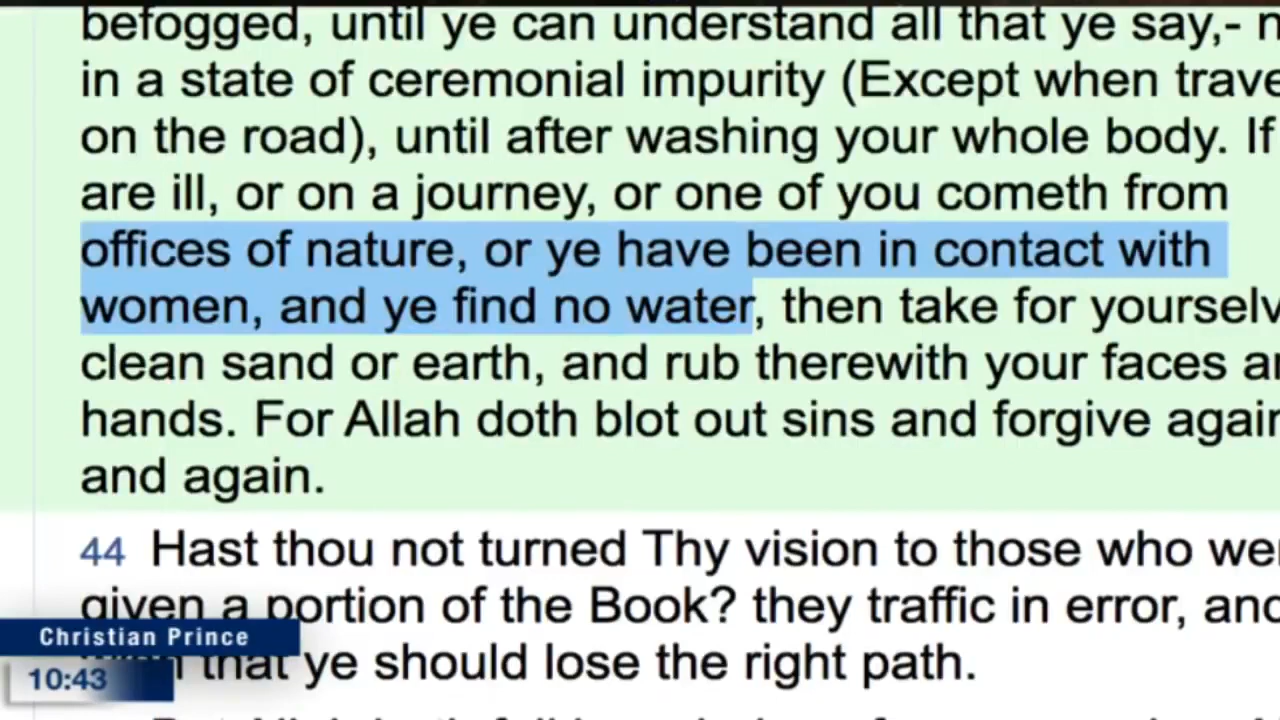 befogged, until ye can understand all that ye say,-
in a state of ceremonial impurity (Except when
on the road), until after washing your whole body. If
are ill, or on a journey, or one of you cometh from
offices of nature, or ye have been in contact with
women, and ye find no water, then take for
clean sand or earth, and rub therewith your faces
hands. For Allah doth blot out sins and forgive
and again.
44 Hast thou not turned Thy vision to those who
given a portion of the Book? they traffic in error,
that ye should lose the right path.
Christian Prince
10:43